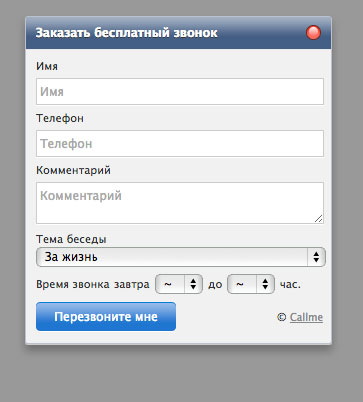 Заказать бесплатный звонок
Имя
Имя
Телефон
Телефон
Комментарий
Комментарий
Тема беседы
За жизнь
Время звонка завтра ~ до ~ час.
Перезвоните мне © Callme